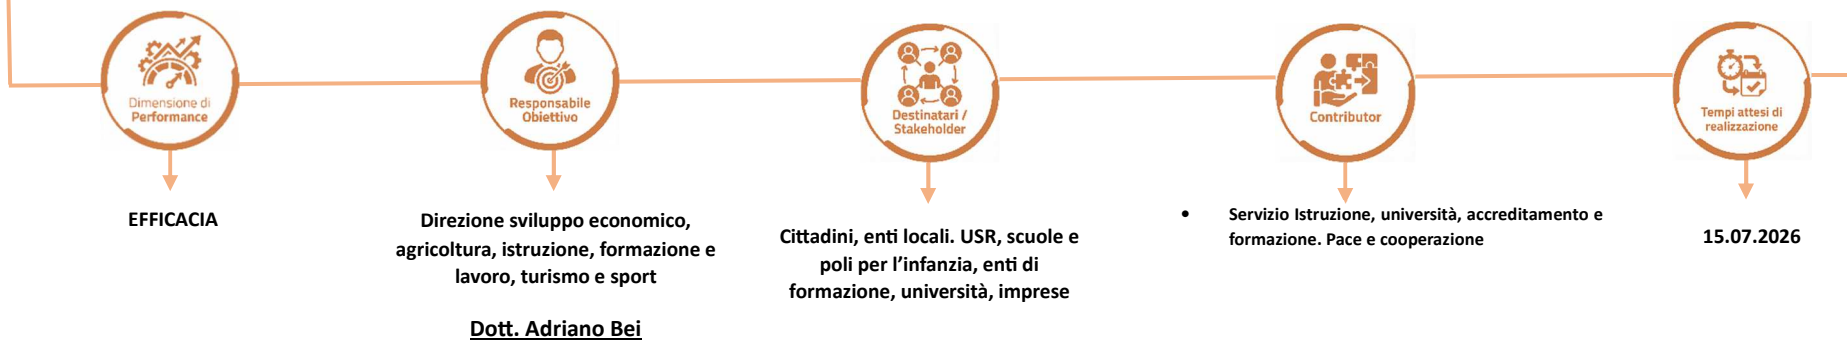 Dimensione di
Performance
EFFICACIA
Responsabile
Obiettivo
Direzione sviluppo economico,
agricoltura, istruzione, formazione e
lavoro, turismo e sport
Dott. Adriano Bei
Destinatari /
Stakeholder
Cittadini, enti locali. USR, scuole e
poli per l’infanzia, enti di
formazione, università, imprese
Contributor
• Servizio Istruzione, università, accreditamento e
formazione. Pace e cooperazione
Tempi attesi di
realizzazione
15.07.2026